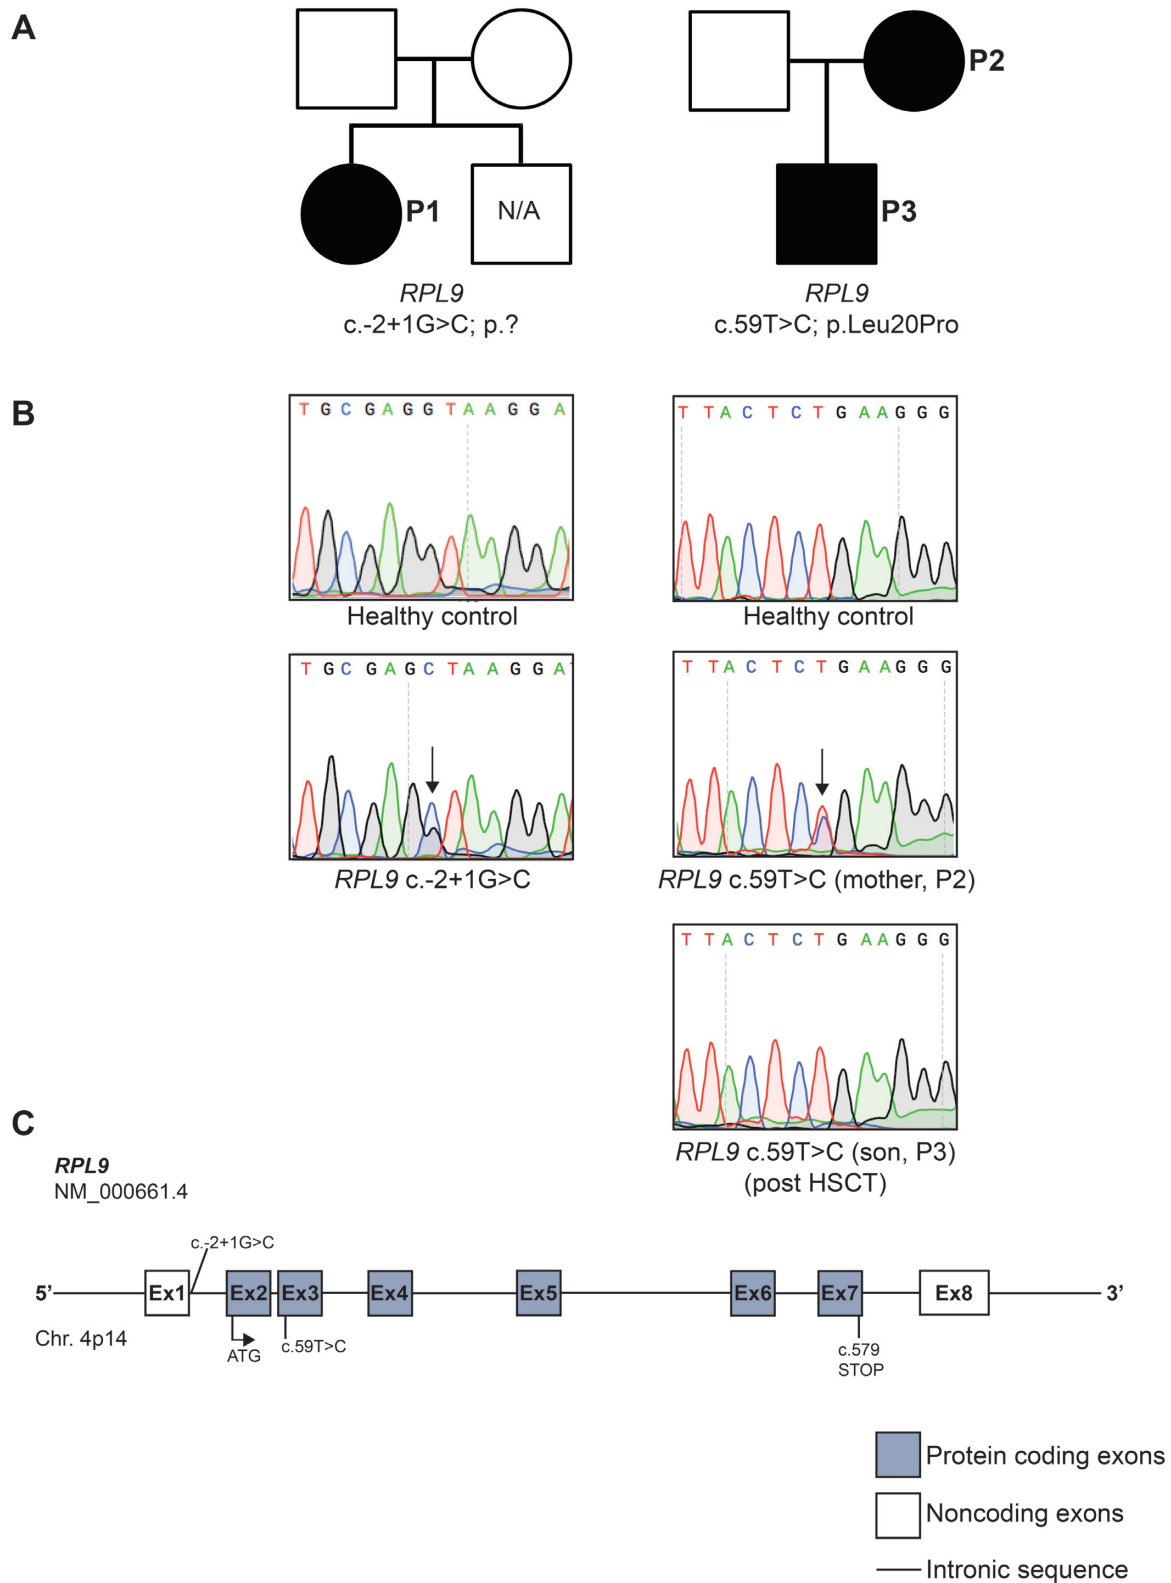 A
P2
P1
N/A
P3
RPL9
c.-2+1G>C; p.?
RPL9
c.59T>C; p.Leu20Pro
B
T G C G A G G T A A G G A
Healthy control
T T A C T C T G A A G G G
Healthy control
T G C G A G C T A A G G A
RPL9 c.-2+1G>C
T T A C T C T G A A G G G
RPL9 c.59T>C (mother, P2)
T T A C T C T G A A G G G
RPL9 c.59T>C (son, P3)
(post HSCT)
C
RPL9
NM_000661.4
c.-2+1G>C
5’
Ex1
Ex2
Ex3
Ex4
Ex5
Ex6
Ex7
Ex8
3’
Chr. 4p14
ATG
c.59T>C
c.579
STOP
Protein coding exons
Noncoding exons
Intronic sequence